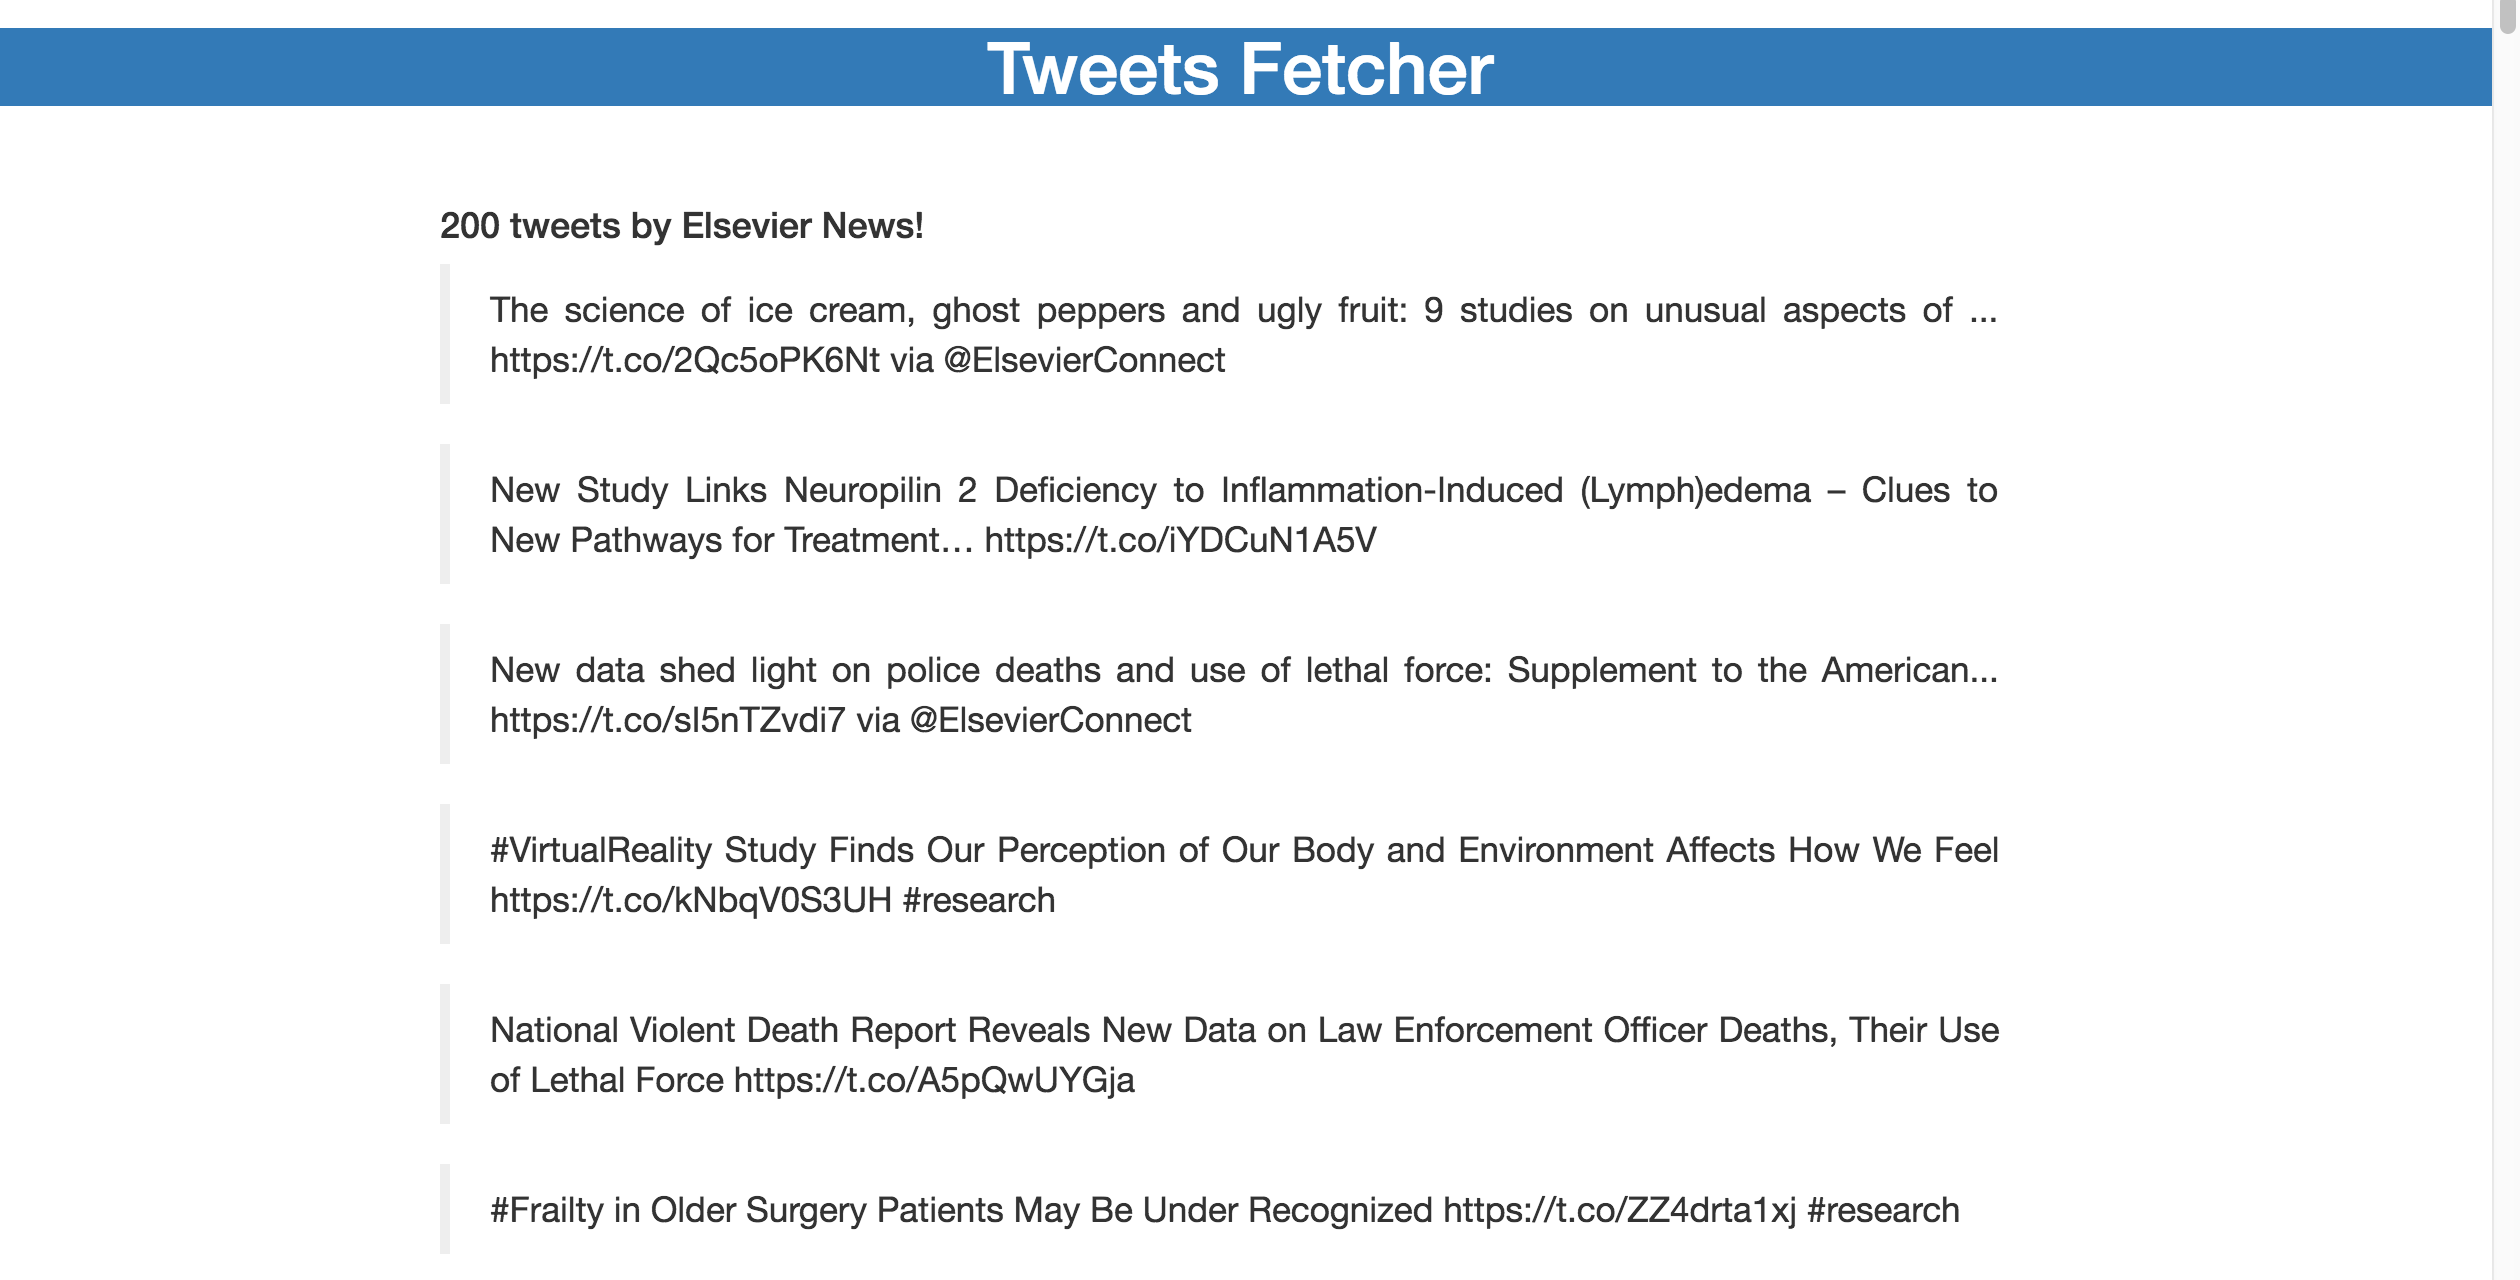 Tweets Fetcher
200 tweets by Elsevier News!
The science of ice cream, ghost peppers and ugly fruit: 9 studies on unusual aspects of ...
https://t.co/2Qc5oPK6Nt via @ElsevierConnect
New Study Links Neuropilin 2 Deficiency to Inflammation-Induced (Lymph)edema – Clues to
New Pathways for Treatment… https://t.co/iYDCuN1A5V
New data shed light on police deaths and use of lethal force: Supplement to the American...
https://t.co/sI5nTZvdi7 via @ElsevierConnect
#VirtualReality Study Finds Our Perception of Our Body and Environment Affects How We Feel
https://t.co/kNbqV0S3UH #research
National Violent Death Report Reveals New Data on Law Enforcement Officer Deaths, Their Use
of Lethal Force https://t.co/A5pQwUYGja
#Frailty in Older Surgery Patients May Be Under Recognized https://t.co/ZZ4drta1xj #research